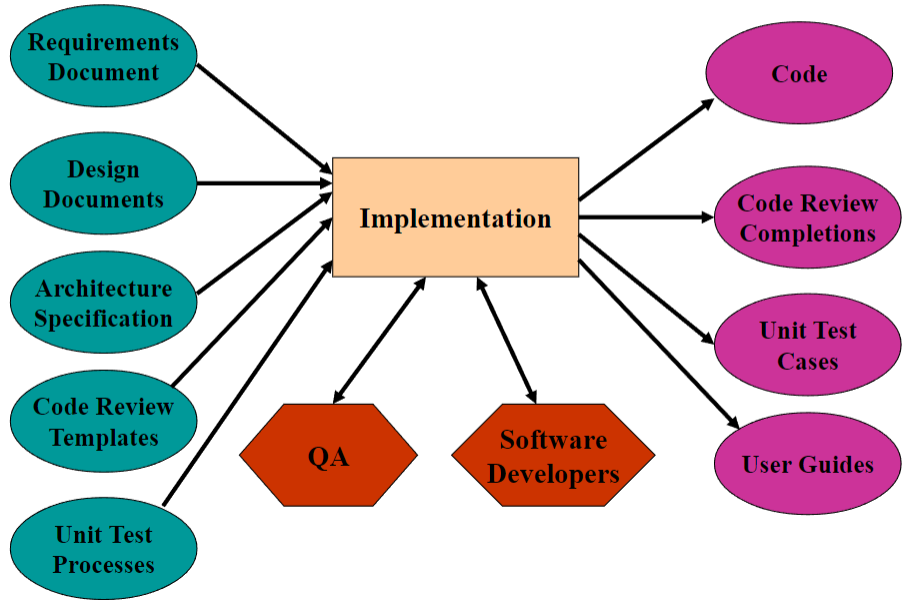 Requirements
Document
Design
Documents
Architecture
Specification
Code Review
Templates
Unit Test
Processes
Implementation
QA
Software
Developers
Code
Code Review
Completions
Unit Test
Cases
User Guides